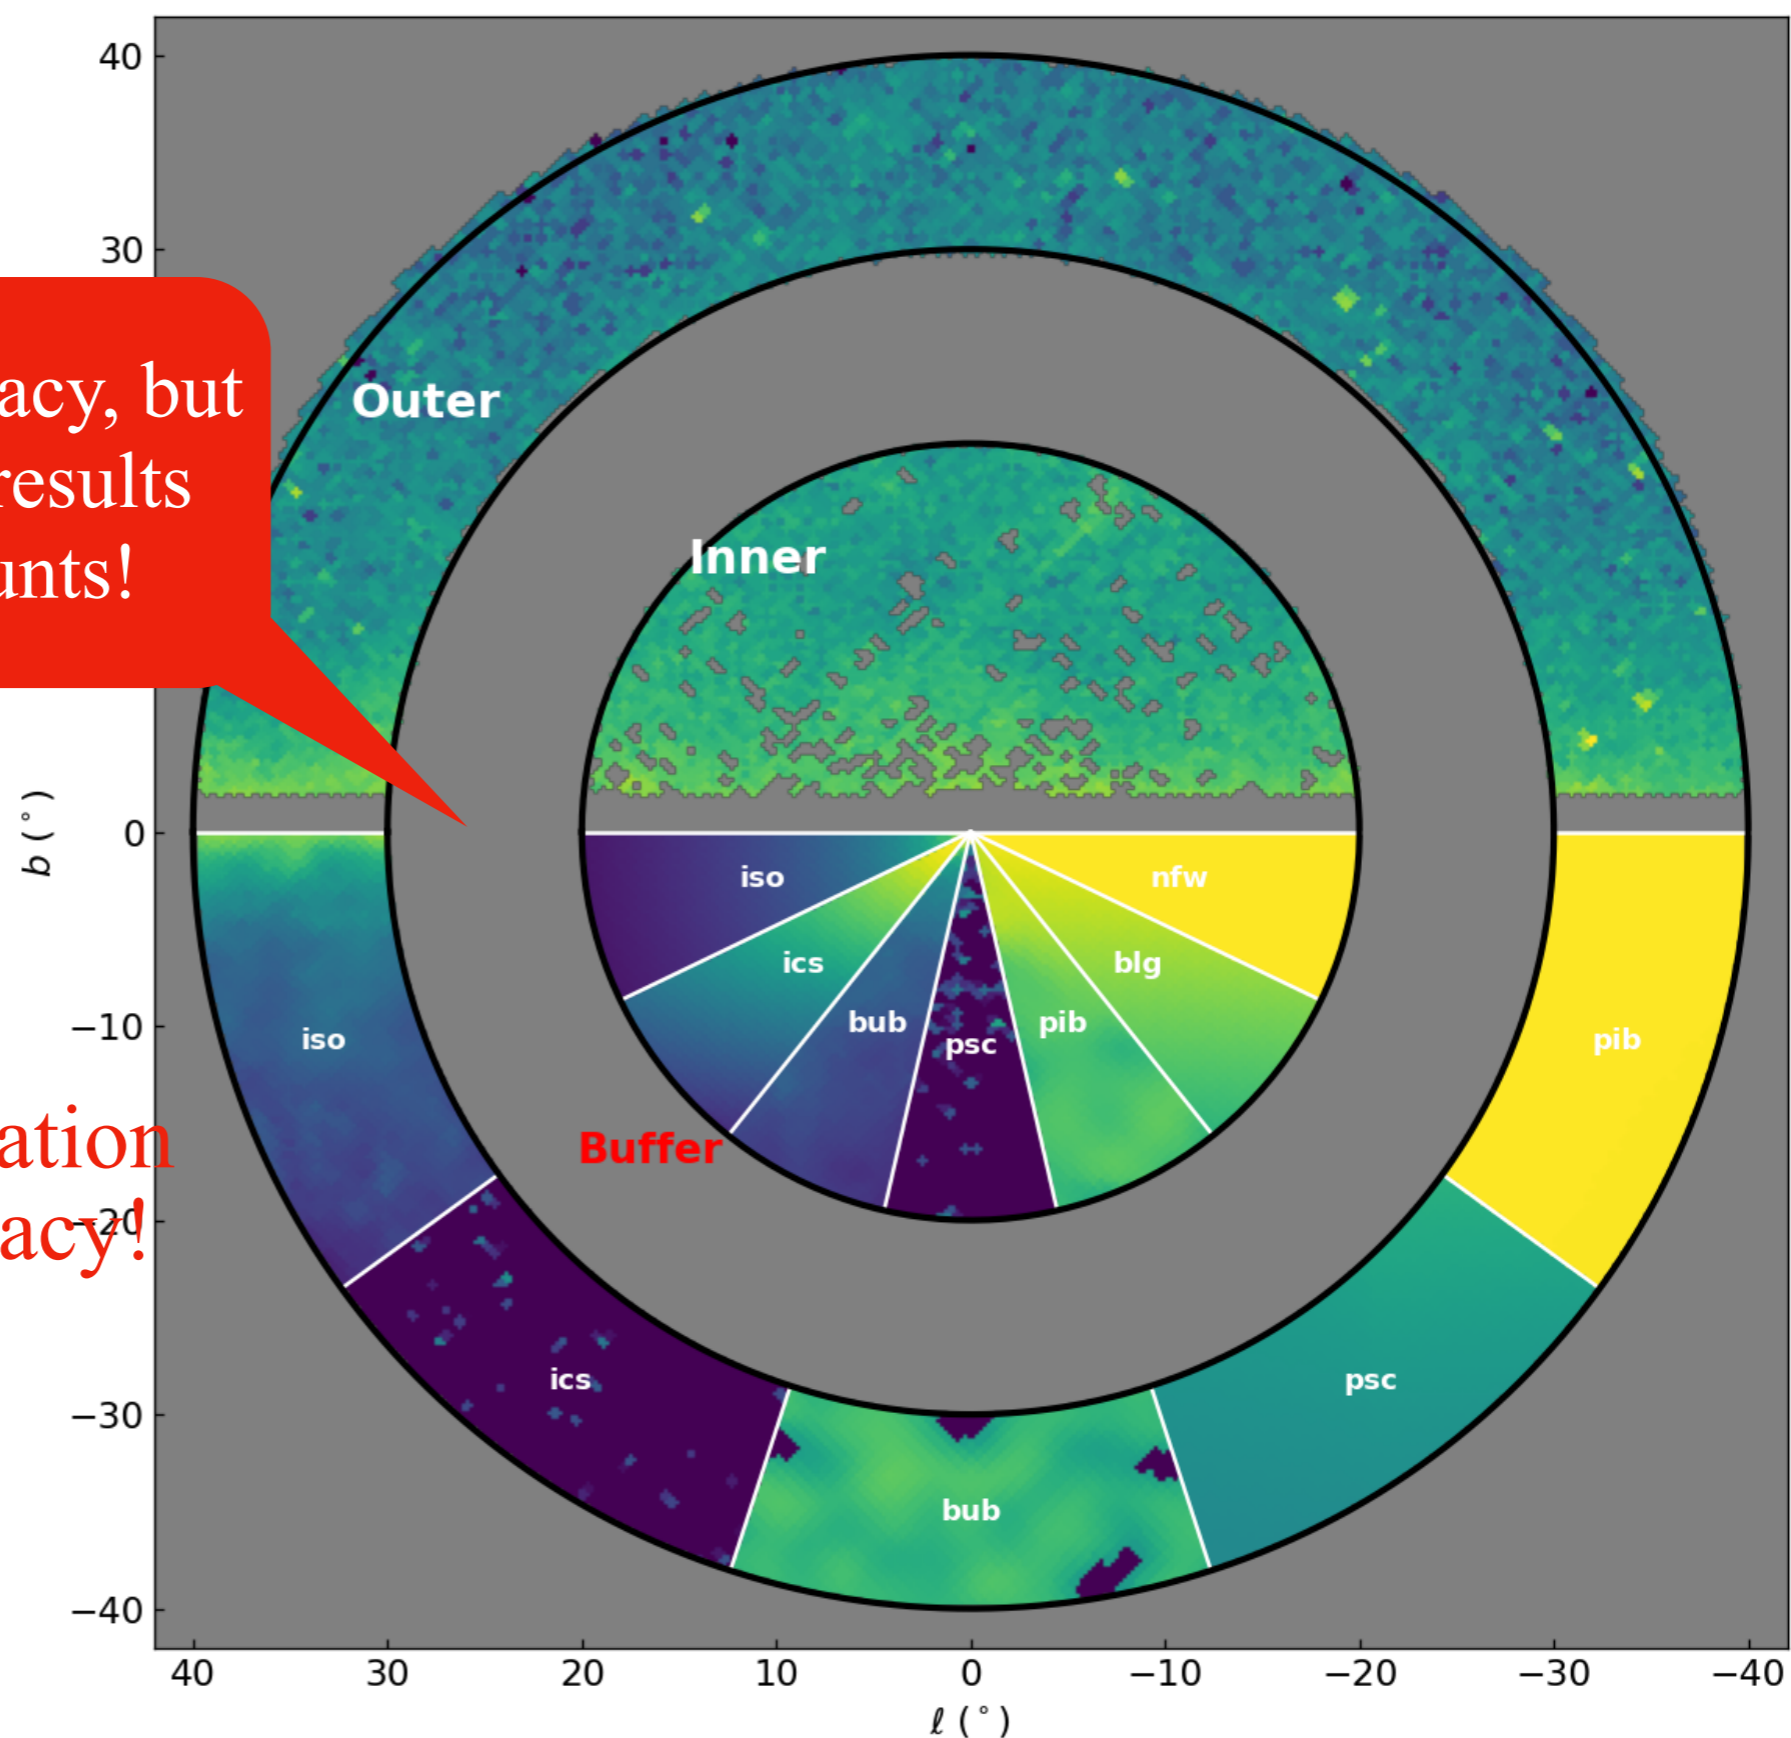 40
30
acy, but
results
unts!
Outer
Inner
b (°)
0
iso
nfw
ics
blg
bub
pib
psc
iso
pib
−10
ation
Buffer
acy!
−20
ics
psc
−30
bub
−40
40 30 20 10 0 −10 −20 −30 −40
ℓ (°)